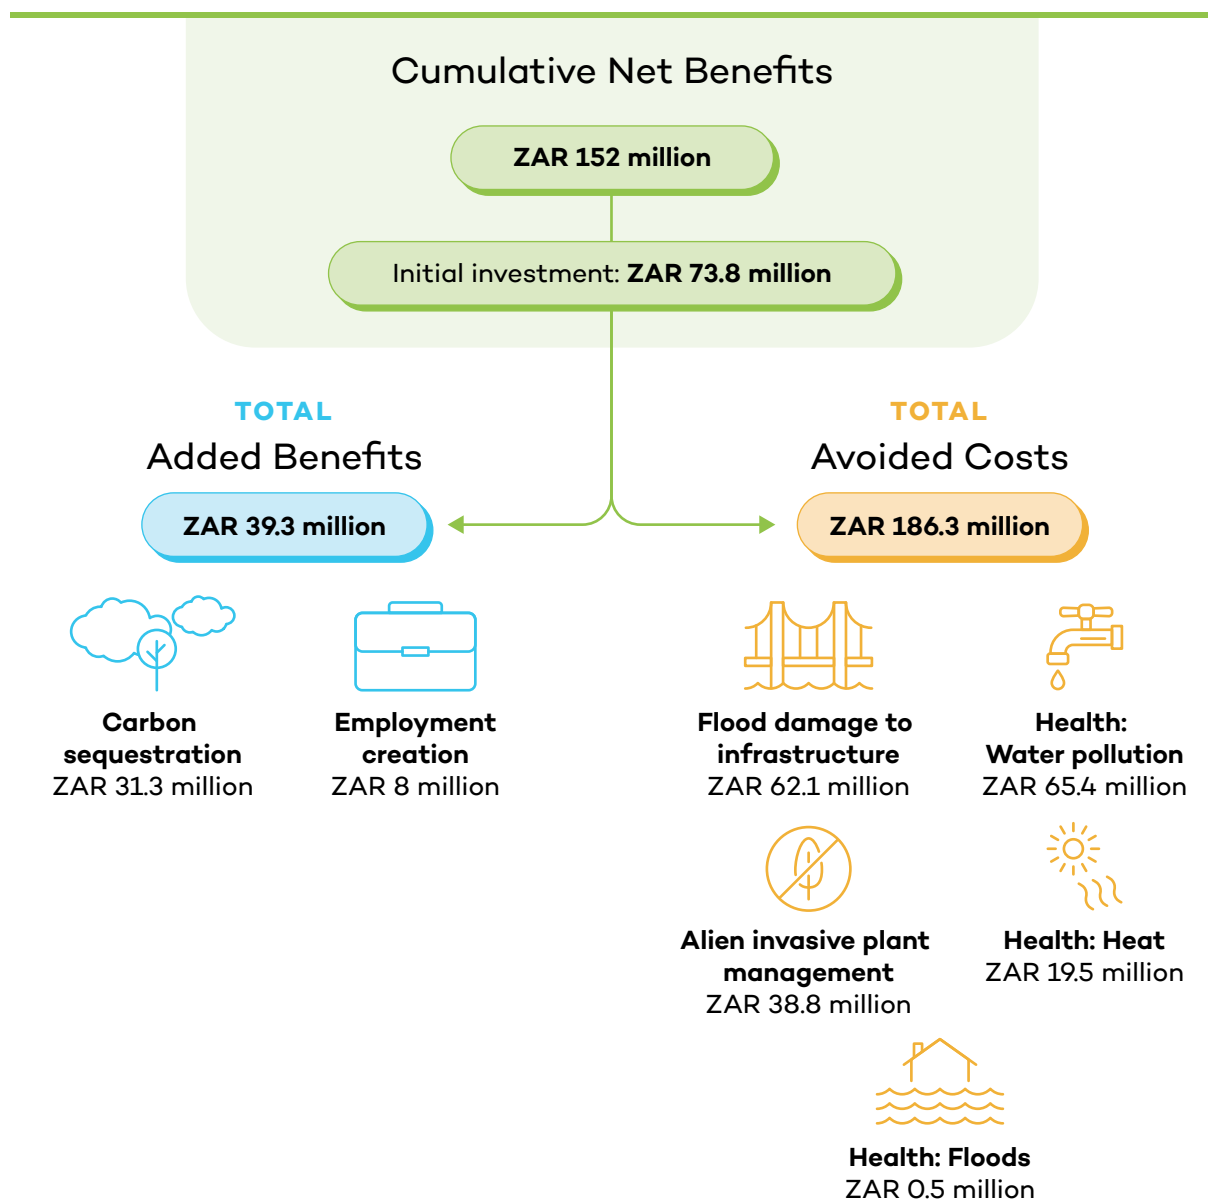 Cumulative Net Benefits
ZAR 152 million
Initial investment: ZAR 73.8 million
TOTAL
Added Benefits
ZAR 39.3 million
Carbon
sequestration
ZAR 31.3 million
Employment
creation
ZAR 8 million
TOTAL
Avoided Costs
ZAR 186.3 million
Flood damage to
infrastructure
ZAR 62.1 million
Health:
Water pollution
ZAR 65.4 million
Alien invasive plant
management
ZAR 38.8 million
Health: Heat
ZAR 19.5 million
Health: Floods
ZAR 0.5 million